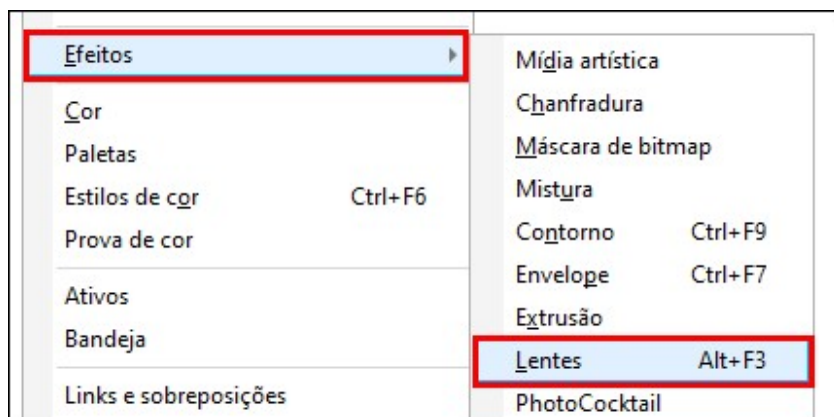 Efeitos
Cor
Paletas
Estilos de cor Ctrl+F6
Prova de cor
Ativos
Bandeja
Links e sobreposições
Mídia artística
Chanfradura
Máscara de bitmap
Mistura
Contorno Ctrl+F9
Envelope Ctrl+F7
Extrusão
Lentes Alt+F3
PhotoCocktail